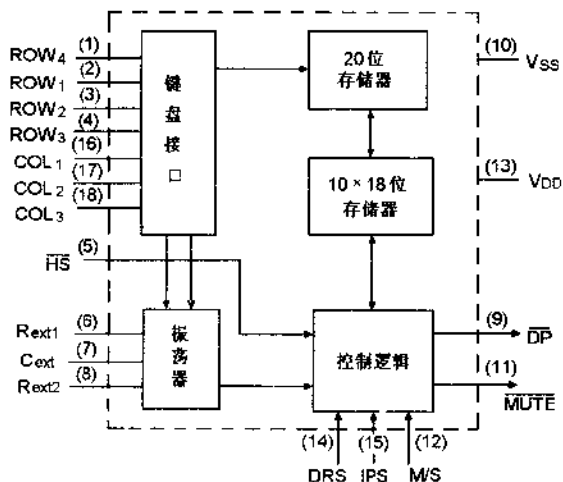 ROW4 (1)
ROW1 (2)
ROW2 (3)
ROW3 (4)
COL1 (16)
COL2 (17)
COL3 (18)
键盘接口
20位
存储器
(10)
VSS
10×18位
存储器
(13)
VDD
HS (5)
Rext1 (6)
Cext (7)
Rext2 (8)
振荡器
控制逻辑
(9)
DP
(11)
MUTE
(14) (15) (12)
DRS IPS M/S